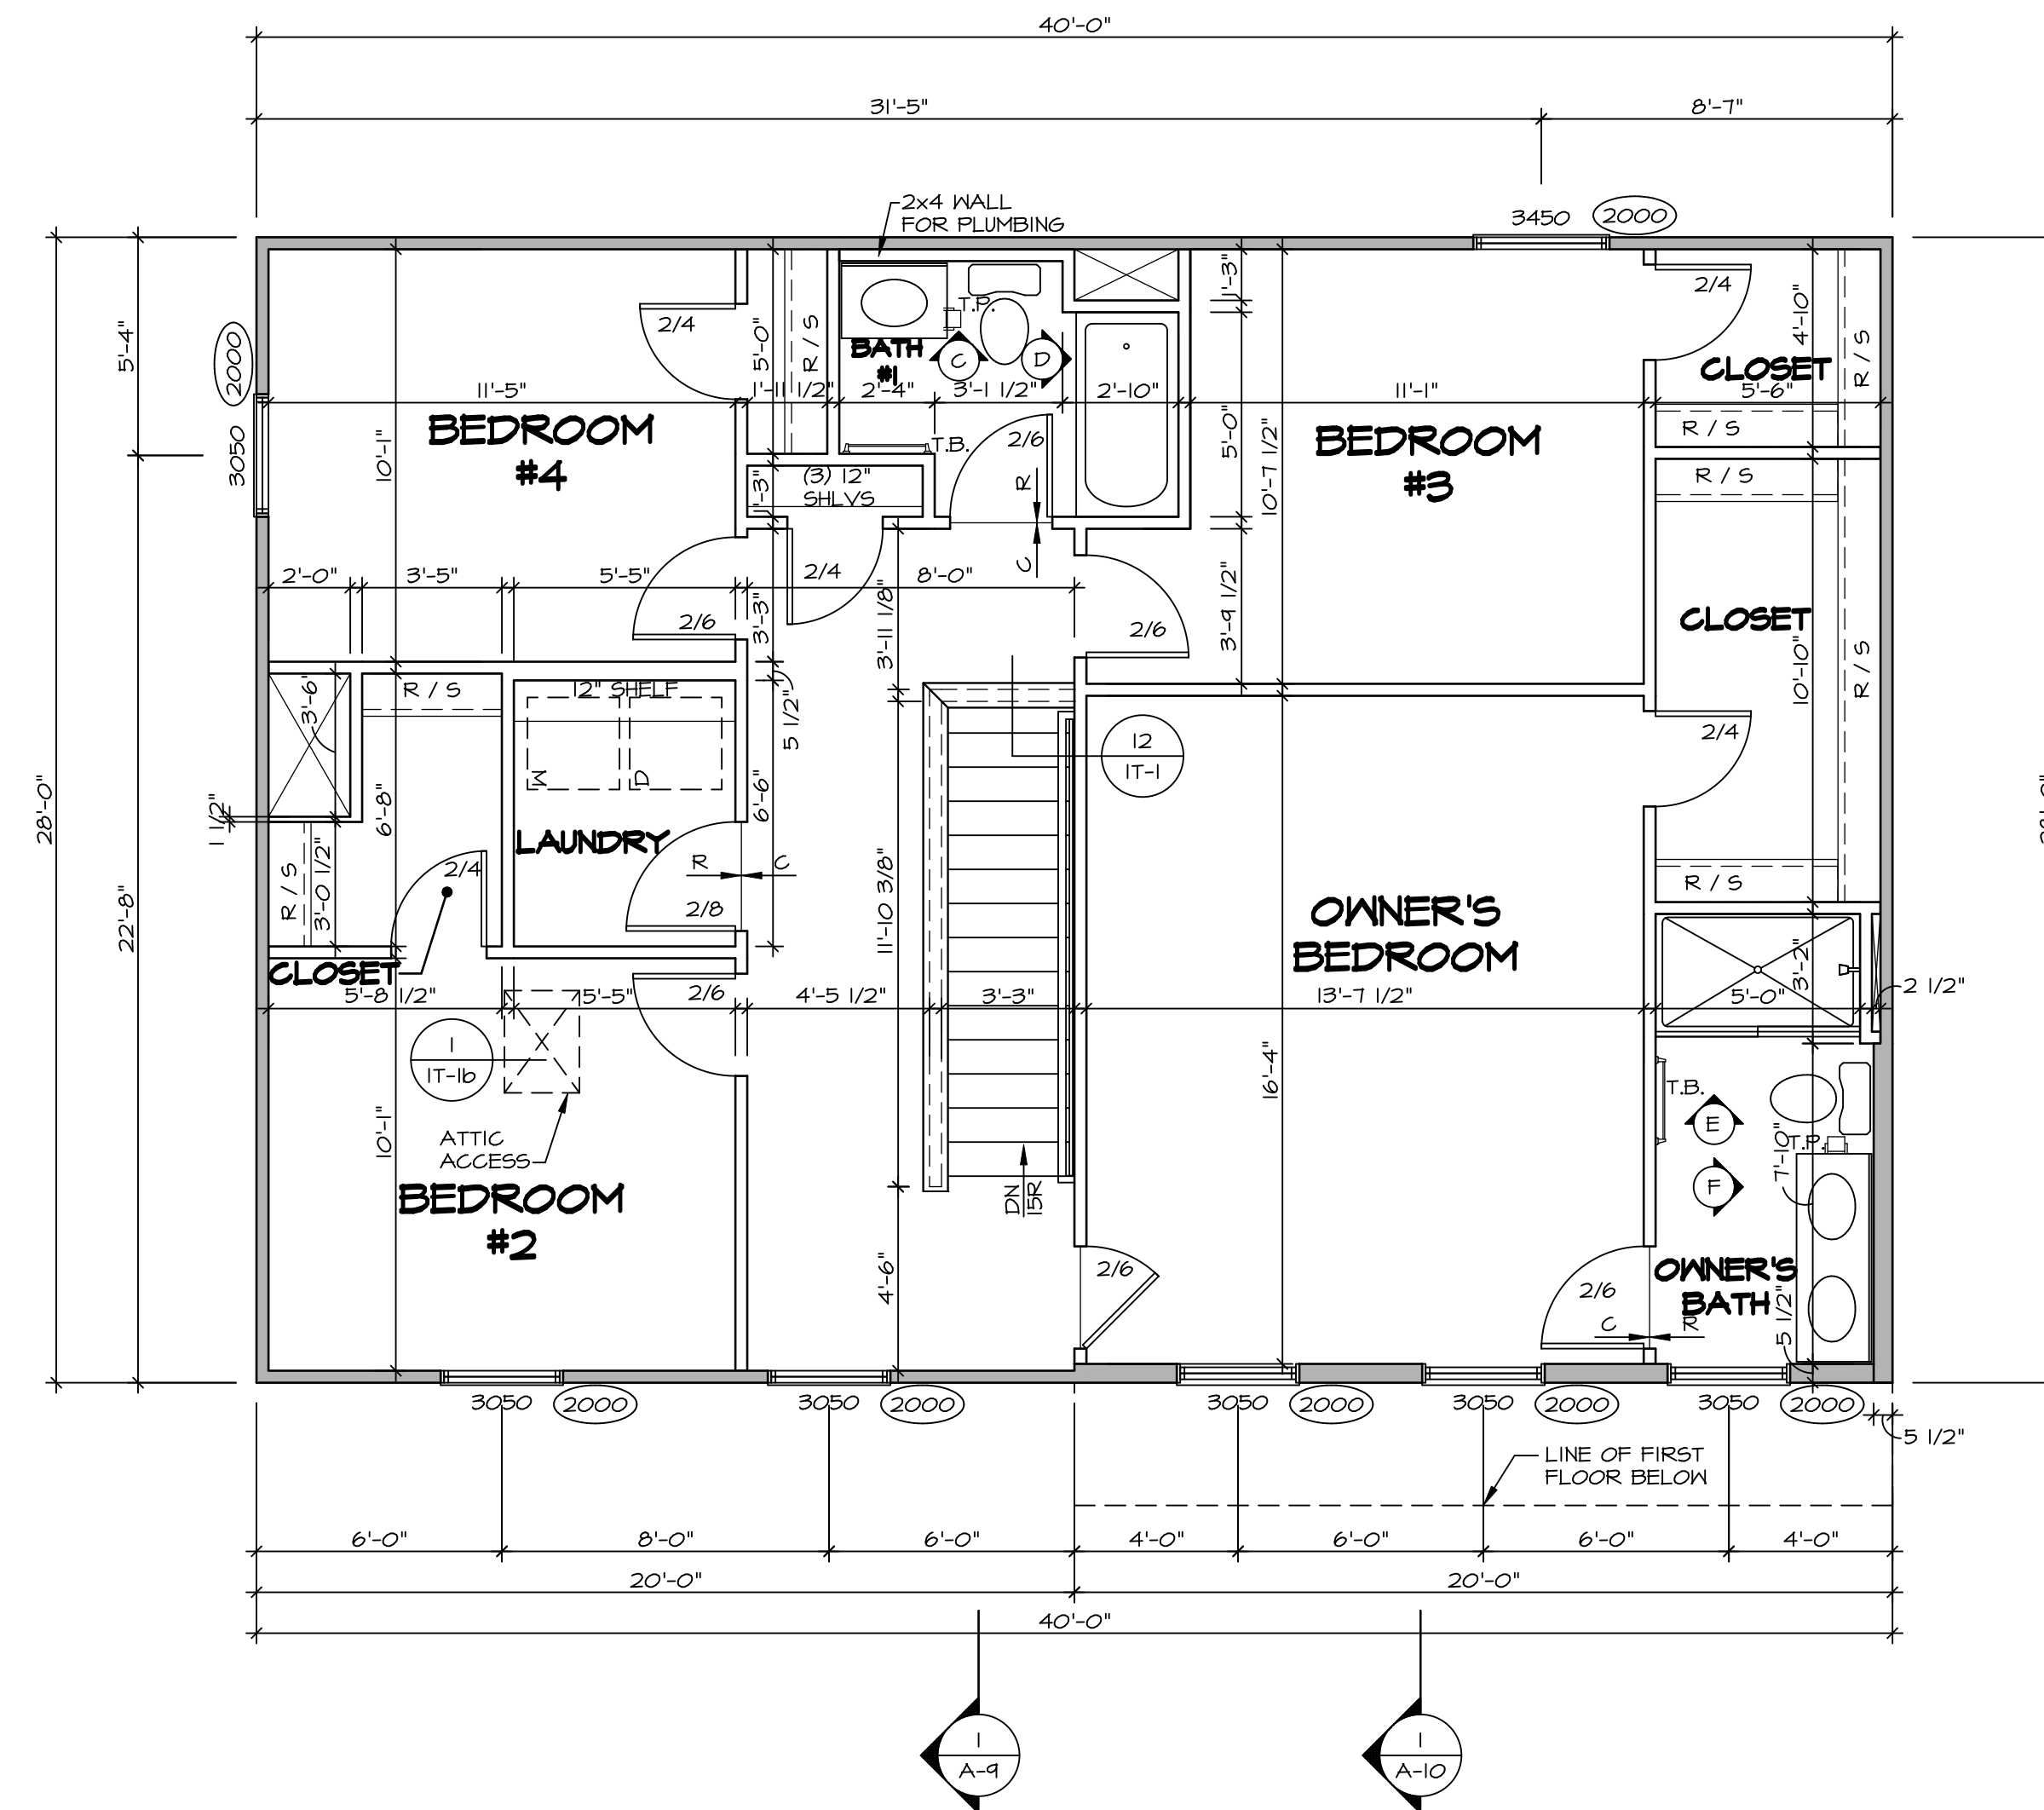 40'-0"
31'-5"
8'-7"
2x4 WALL
FOR PLUMBING
3450
2000
5'-4"
2000
3050
2/4
5'-0"
R / S
T.P.
BATH
#1
C
D
1'-3"
2/4
4'-10"
CLOSET
R / S
11'-5"
1'-11 1/2"
2'-4"
3'-1 1/2"
2'-10"
11'-1"
5'-6"
BEDROOM
#4
10'-1"
T.B.
2/6
5'-0"
10'-7 1/2"
BEDROOM
#3
R / S
R / S
1'-3"
(3) 12"
SHLVS
R
C
2'-0"
3'-5"
5'-5"
2/4
8'-0"
2/6
3'-3"
3'-11 1/8"
2/6
3'-9 1/2"
CLOSET
10'-10"
R / S
3'-6"
R / S
12" SHELF
5 1/2"
W
D
12
IT-1
2/4
28'-0"
1 1/2"
6'-8"
6'-6"
LAUNDRY
R
C
2/4
R / S
3'-0 1/2"
2/8
11'-10 3/8"
22'-8"
OWNER'S
BEDROOM
R / S
CLOSET
5'-8 1/2"
5'-5"
2/6
4'-5 1/2"
3'-3"
13'-7 1/2"
5'-0"
3'-2"
2 1/2"
1
IT-1b
16'-4"
T.B.
E
10'-1"
ATTIC
ACCESS
T.P.
7'-10"
F
BEDROOM
#2
DN
15R
4'-6"
2/6
2/6
OWNER'S
BATH
C
R
5 1/2"
3050
2000
3050
2000
3050
2000
3050
2000
3050
2000
5 1/2"
LINE OF FIRST
FLOOR BELOW
6'-0"
8'-0"
6'-0"
4'-0"
6'-0"
6'-0"
4'-0"
20'-0"
20'-0"
40'-0"
1
A-9
1
A-10